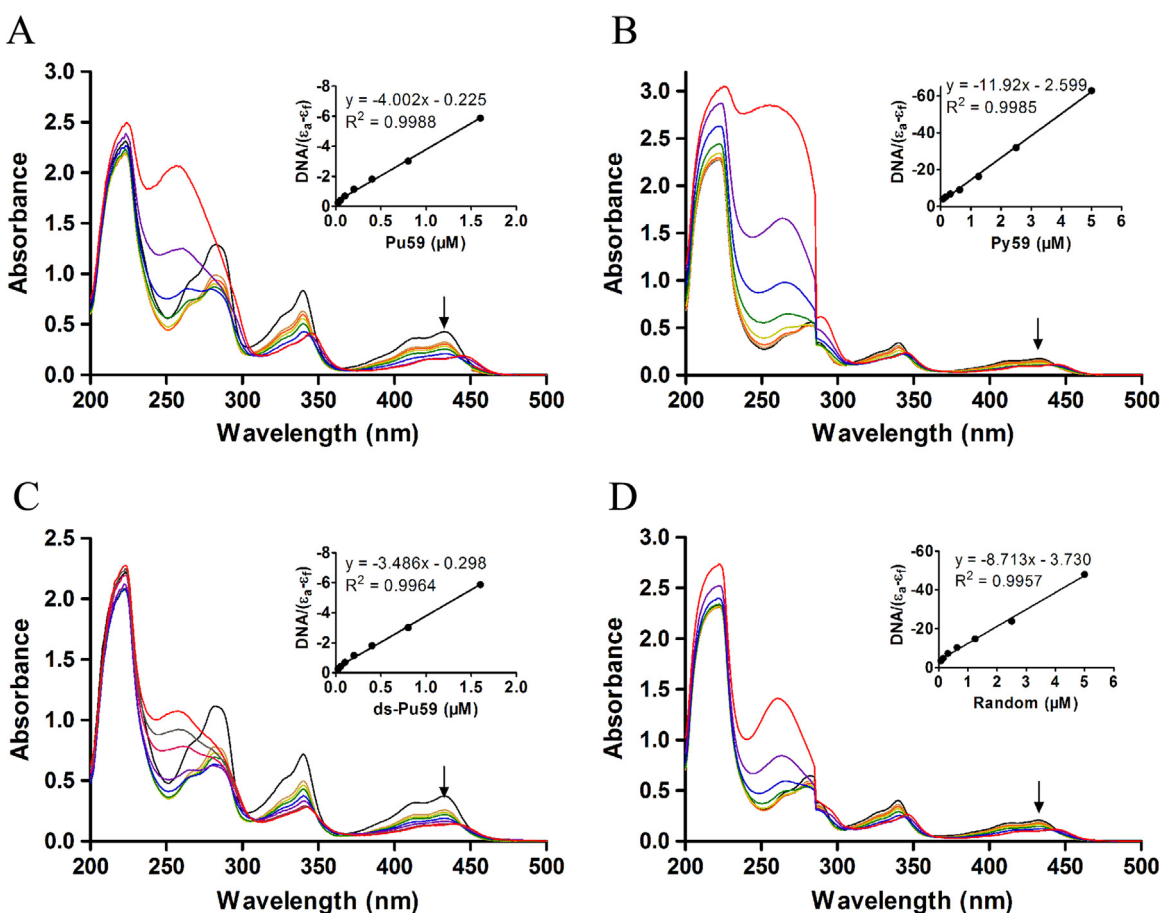 A
3.0
2.5
2.0
1.5
1.0
0.5
0.0
200 250 300 350 400 450 500
Absorbance
Wavelength (nm)
-8
-6
-4
-2
0
0.0 0.5 1.0 1.5 2.0
y = -4.002x - 0.225
R² = 0.9988
DNA/(εa-εf)
Pu59 (µM)
B
3.0
2.5
2.0
1.5
1.0
0.5
0.0
200 250 300 350 400 450 500
Absorbance
Wavelength (nm)
-60
-40
-20
0
0 1 2 3 4 5 6
y = -11.92x - 2.599
R² = 0.9985
DNA/(εa-εf)
Py59 (µM)
C
2.5
2.0
1.5
1.0
0.5
0.0
200 250 300 350 400 450 500
Absorbance
Wavelength (nm)
-8
-6
-4
-2
0
0.0 0.5 1.0 1.5 2.0
y = -3.486x - 0.298
R² = 0.9964
DNA/(εa-εf)
ds-Pu59 (µM)
D
3.0
2.5
2.0
1.5
1.0
0.5
0.0
200 250 300 350 400 450 500
Absorbance
Wavelength (nm)
-60
-40
-20
0
0 1 2 3 4 5 6
y = -8.713x - 3.730
R² = 0.9957
DNA/(εa-εf)
Random (µM)